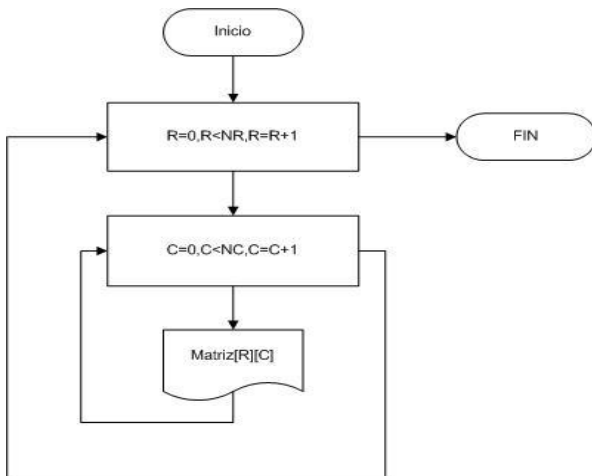 Inicio
R=0,R<NR,R=R+1
FIN
C=0,C<NC,C=C+1
Matriz[R][C]